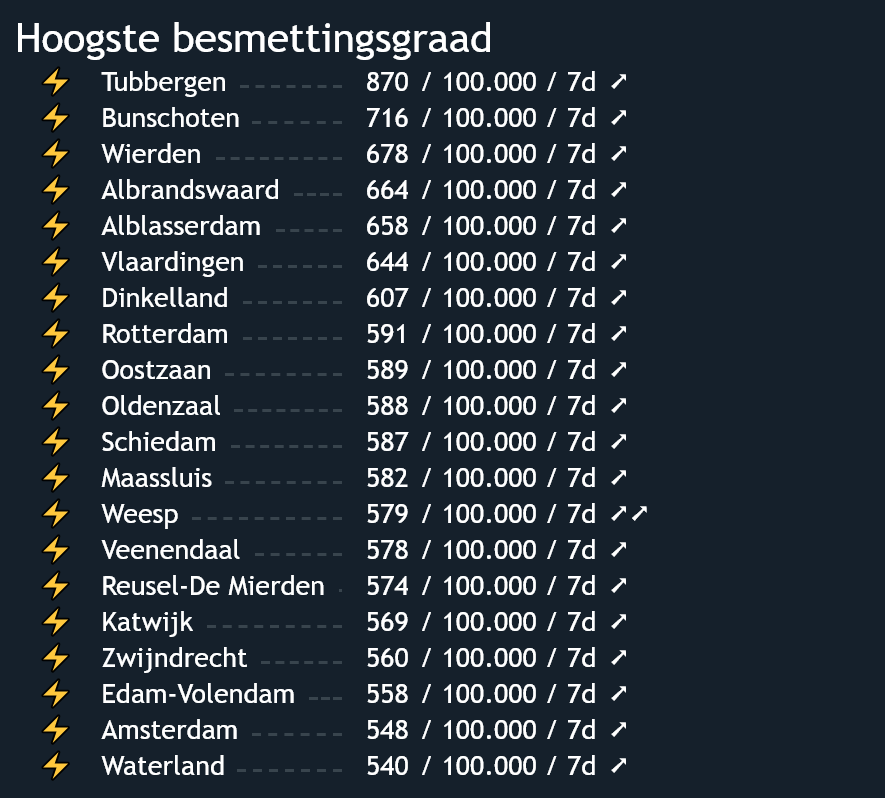 Hoogste besmettingsgraad
⚡ Tubbergen ------- 870 / 100.000 / 7d ➚
⚡ Bunschoten ------ 716 / 100.000 / 7d ➚
⚡ Wierden --------- 678 / 100.000 / 7d ➚
⚡ Albrandswaard ---- 664 / 100.000 / 7d ➚
⚡ Alblasserdam ----- 658 / 100.000 / 7d ➚
⚡ Vlaardingen ------ 644 / 100.000 / 7d ➚
⚡ Dinkelland ------- 607 / 100.000 / 7d ➚
⚡ Rotterdam ------- 591 / 100.000 / 7d ➚
⚡ Oostzaan -------- 589 / 100.000 / 7d ➚
⚡ Oldenzaal ------- 588 / 100.000 / 7d ➚
⚡ Schiedam -------- 587 / 100.000 / 7d ➚
⚡ Maassluis -------- 582 / 100.000 / 7d ➚
⚡ Weesp ---------- 579 / 100.000 / 7d ➚➚
⚡ Veenendaal ------ 578 / 100.000 / 7d ➚
⚡ Reusel-De Mierden - 574 / 100.000 / 7d ➚
⚡ Katwijk --------- 569 / 100.000 / 7d ➚
⚡ Zwijndrecht ------ 560 / 100.000 / 7d ➚
⚡ Edam-Volendam --- 558 / 100.000 / 7d ➚
⚡ Amsterdam ------ 548 / 100.000 / 7d ➚
⚡ Waterland ------- 540 / 100.000 / 7d ➚